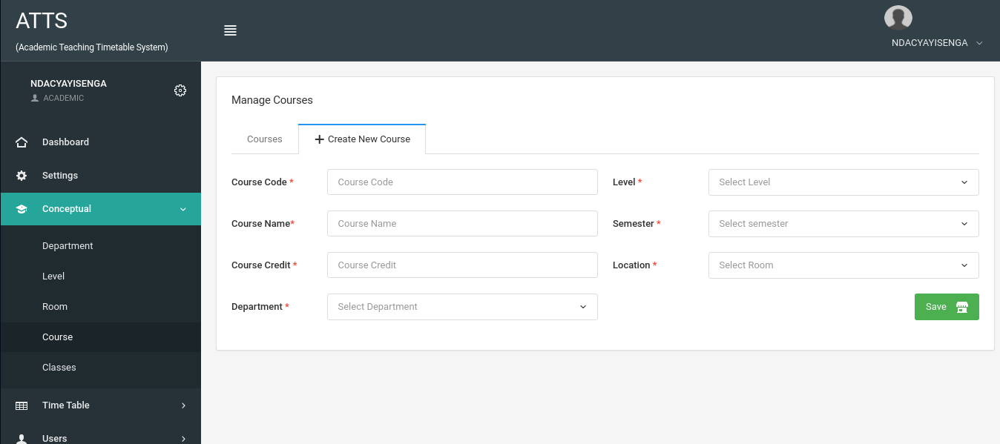 ATTS
(Academic Teaching Timetable System)
NDACYAYISENGA
NDACYAYISENGA
ACADEMIC
Dashboard
Settings
Conceptual
Department
Level
Room
Course
Classes
Time Table
Users
Manage Courses
Courses
Create New Course
Course Code * Course Code
Level * Select Level
Course Name* Course Name
Semester * Select semester
Course Credit * Course Credit
Location * Select Room
Department * Select Department
Save